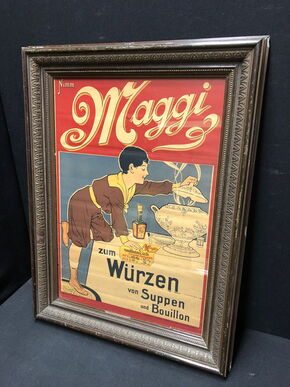 Nimm
Maggi
zum
Würzen
von Suppen
und Bouillon